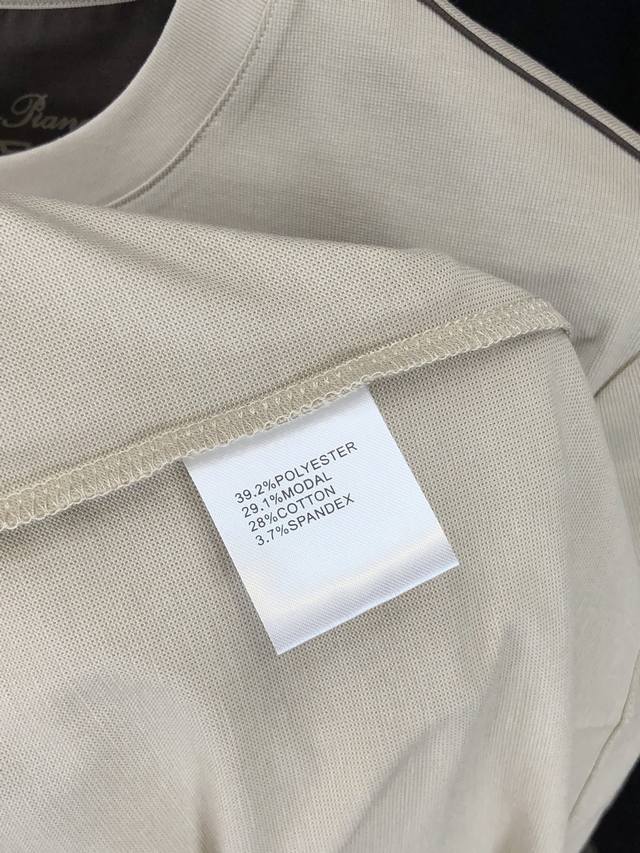 39.2%POLYESTER
29.1%MODAL
28%COTTON
3.7%SPANDEX